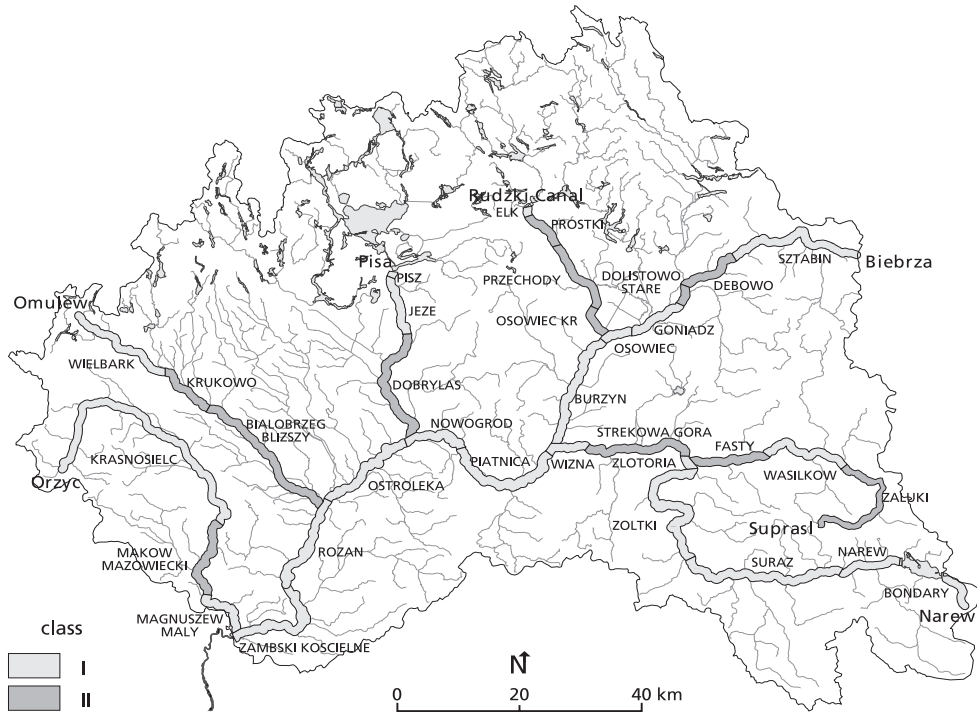 Rudzki Canal
ELK
PROSTKI
SZTABIN
Biebrza
Pisa
PISZ
PRZECHODY
DOLISTOWO
STARE
DEBOWO
Omulew
JEZE
OSOWIEC KR
GONIADZ
OSOWIEC
WIELBARK
KRUKOWO
DOBRYLAS
BURZYN
BIALOBRZEG
BLIZSZY
NOWOGROD
STREKOWA GORA
FASTY
KRASNOSIELC
PIATNICA
WIZNA
ZLOTORIA
WASILKOW
Orzyc
OSTROLEKA
ZALUKI
ZOLTKI
Suprasl
MAKOW
MAZOWIECKI
ROZAN
SURAZ
NAREW
BONDARY
MAGNUSZEW
MALY
Narew
class
ZAMBSKI KOSCIELNE
I
II
N
0 20 40 km